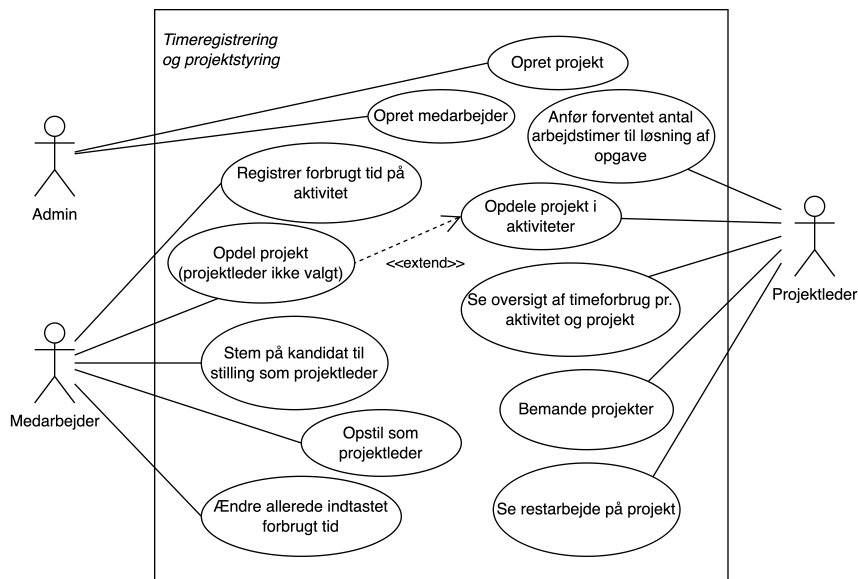 Timeregistrering
og projektstyring
Opret projekt
Opret medarbejder
Anfør forventet antal
arbejdstimer til løsning af
opgave
Admin
Registrer forbrugt tid på
aktivitet
Opdele projekt i
aktiviteter
Opdel projekt
(projektleder ikke valgt)
<<extend>>
Projektleder
Se oversigt af timeforbrug pr.
aktivitet og projekt
Stem på kandidat til
stilling som projektleder
Medarbejder
Bemande projekter
Opstil som
projektleder
Ændre allerede indtastet
forbrugt tid
Se restarbejde på projekt